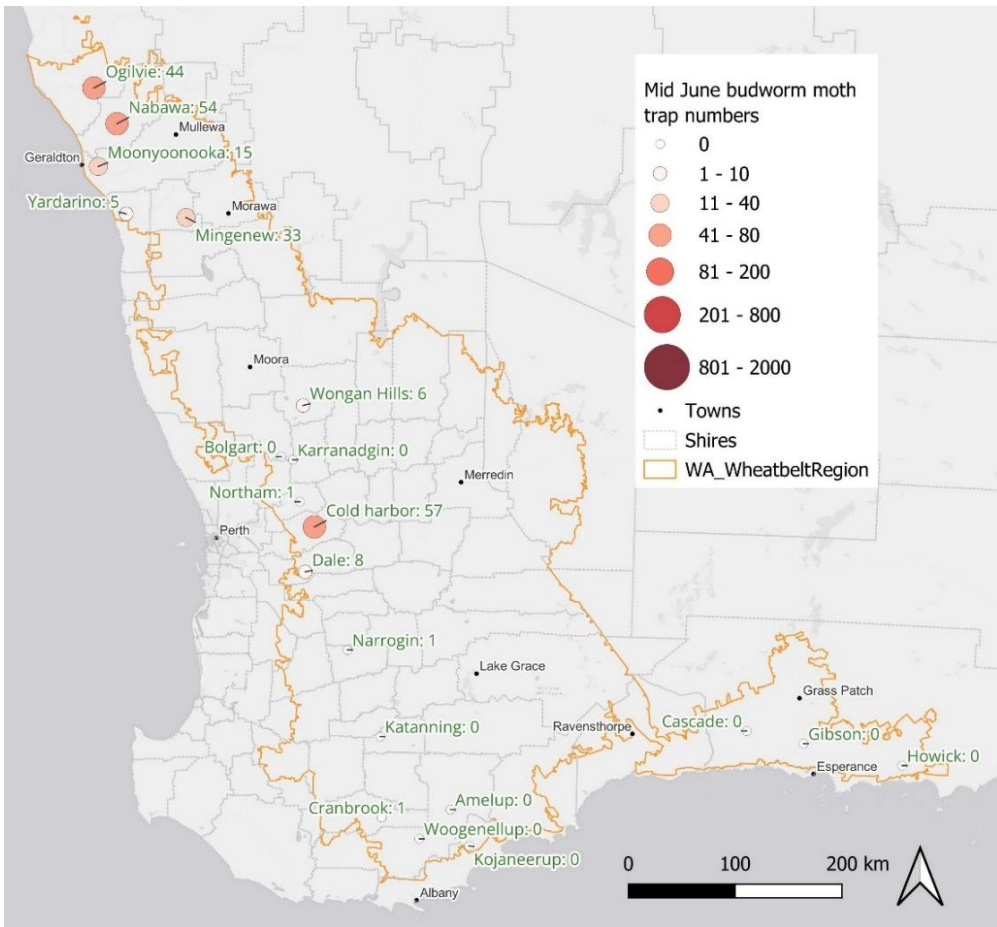 Ogilvie: 44
Nabawa: 54
Mullewa
Geraldton
Moonyoonooka: 15
Yardarino: 5
Morawa
Mingenew: 33
Moora
Wongan Hills: 6
Bolgart: 0
Karranadgin: 0
Merredin
Northam: 1
Cold harbor: 57
Perth
Dale: 8
Narrogin: 1
Lake Grace
Grass Patch
Katanning: 0
Ravensthorpe
Cascade: 0
Gibson: 0
Howick: 0
Esperance
Cranbrook: 1
Amelup: 0
Woogenellup: 0
Kojaneerup: 0
Albany
Mid June budworm moth
trap numbers
0
1 - 10
11 - 40
41 - 80
81 - 200
201 - 800
801 - 2000
Towns
Shires
WA_WheatbeltRegion
0 100 200 km